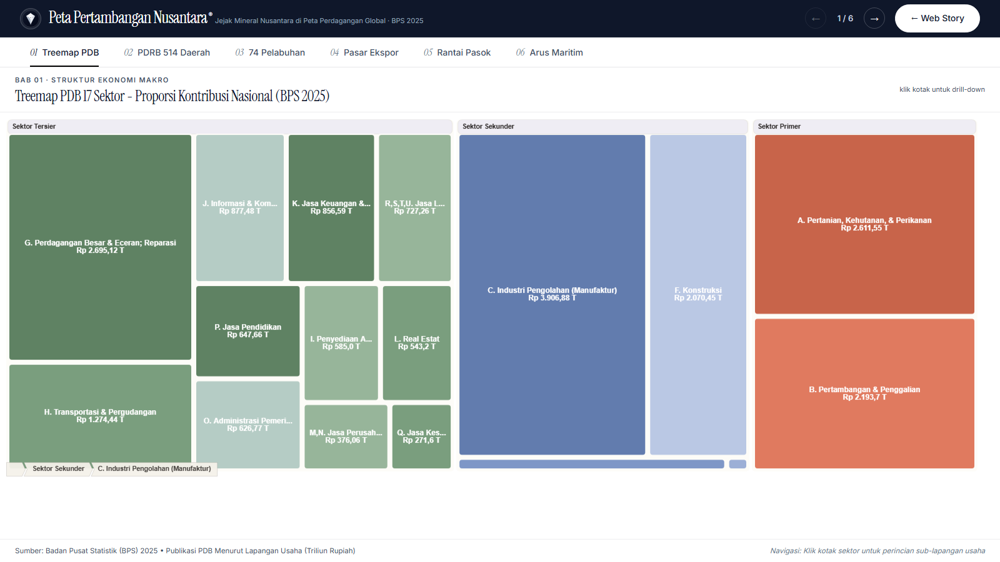 Peta Pertambangan Nusantara®
Jejak Mineral Nusantara di Peta Perdagangan Global · BPS 2025
← 1 / 6 →
← Web Story
01 Treemap PDB
02 PDRB 514 Daerah
03 74 Pelabuhan
04 Pasar Ekspor
05 Rantai Pasok
06 Arus Maritim
BAB 01 · STRUKTUR EKONOMI MAKRO
Treemap PDB 17 Sektor - Proporsi Kontribusi Nasional (BPS 2025)
klik kotak untuk drill-down
Sektor Tersier
G. Perdagangan Besar & Eceran; Reparasi
Rp 2.695,12 T
H. Transportasi & Pergudangan
Rp 1.274,44 T
J. Informasi & Kom...
Rp 877,48 T
K. Jasa Keuangan &...
Rp 856,59 T
R,S,T,U. Jasa L...
Rp 727,26 T
P. Jasa Pendidikan
Rp 647,66 T
O. Administrasi Pemeri...
Rp 626,77 T
I. Penyediaan A...
Rp 585,0 T
L. Real Estat
Rp 543,2 T
M,N. Jasa Perusah...
Rp 376,06 T
Q. Jasa Kes...
Rp 271,6 T
Sektor Sekunder
C. Industri Pengolahan (Manufaktur)
Rp 3.906,88 T
F. Konstruksi
Rp 2.070,45 T
Sektor Primer
A. Pertanian, Kehutanan, & Perikanan
Rp 2.611,55 T
B. Pertambangan & Penggalian
Rp 2.193,7 T
Sektor Sekunder
C. Industri Pengolahan (Manufaktur)
Sumber: Badan Pusat Statistik (BPS) 2025 • Publikasi PDB Menurut Lapangan Usaha (Triliun Rupiah)
Navigasi: Klik kotak sektor untuk perincian sub-lapangan usaha